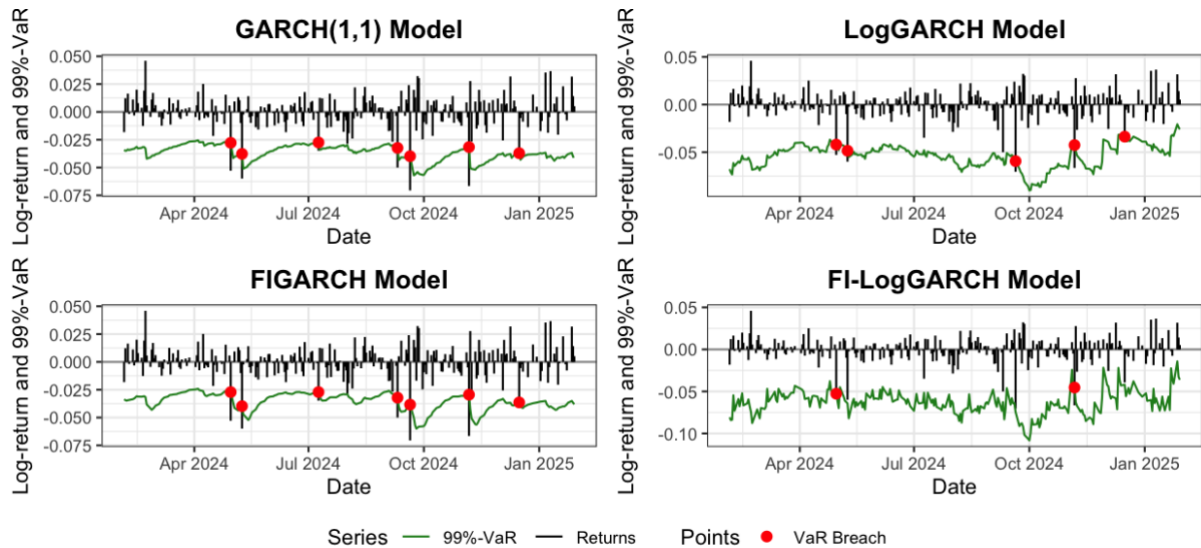 GARCH(1,1) Model
Log-return and 99%-VaR
0.050
0.025
0.000
-0.025
-0.050
-0.075
Apr 2024 Jul 2024 Oct 2024 Jan 2025
Date
LogGARCH Model
Log-return and 99%-VaR
0.05
0.00
-0.05
Apr 2024 Jul 2024 Oct 2024 Jan 2025
Date
FIGARCH Model
Log-return and 99%-VaR
0.050
0.025
0.000
-0.025
-0.050
-0.075
Apr 2024 Jul 2024 Oct 2024 Jan 2025
Date
FI-LogGARCH Model
Log-return and 99%-VaR
0.05
0.00
-0.05
-0.10
Apr 2024 Jul 2024 Oct 2024 Jan 2025
Date
Series 99%-VaR Returns Points VaR Breach